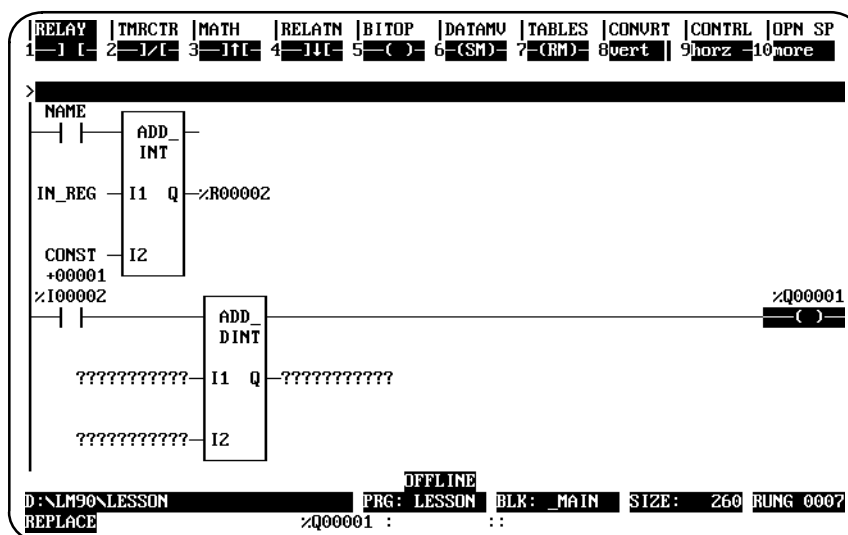 RELAY |TMRCTR |MATH |RELATN |BITOP |DATAMV |TABLES |CONVRT |CONTRL |OPN SP
1—] [— 2—]/[— 3—]↑[— 4—]↓[— 5—( )— 6—(SM)— 7—(RM)— 8vert | 9horz —10more
>
NAME
ADD_
INT
IN_REG I1 Q %R00002
CONST I2
+00001
%I00002 %Q00001
ADD_ —( )—
DINT
??????????? I1 Q ???????????
??????????? I2
OFFLINE
D:\LM90\LESSON PRG: LESSON BLK: _MAIN SIZE: 260 RUNG 0007
REPLACE %Q00001 : ::